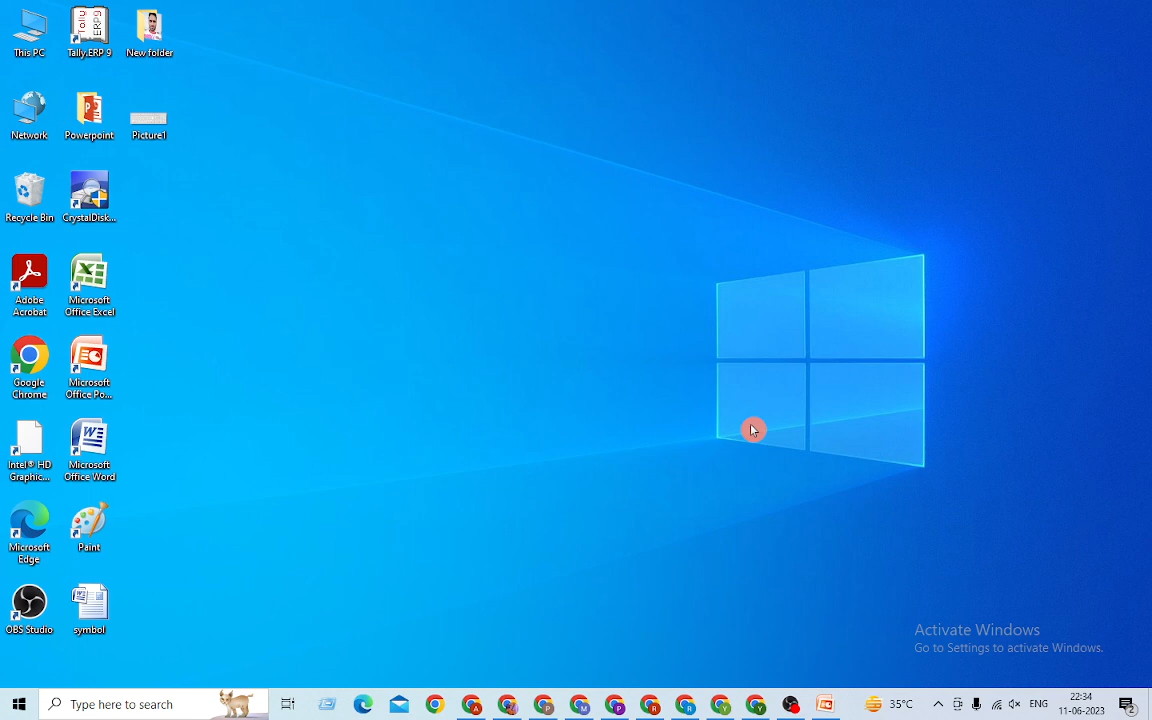 This PC
Tally.ERP 9
New folder
Network
Powerpoint
Picture1
Recycle Bin
CrystalDisk...
Adobe
Acrobat
Microsoft
Office Excel
Google
Chrome
Microsoft
Office Po...
Intel® HD
Graphic...
Microsoft
Office Word
Microsoft
Edge
Paint
OBS Studio
symbol
Activate Windows
Go to Settings to activate Windows.
Type here to search
35°C
ENG
22:34
11-06-2023